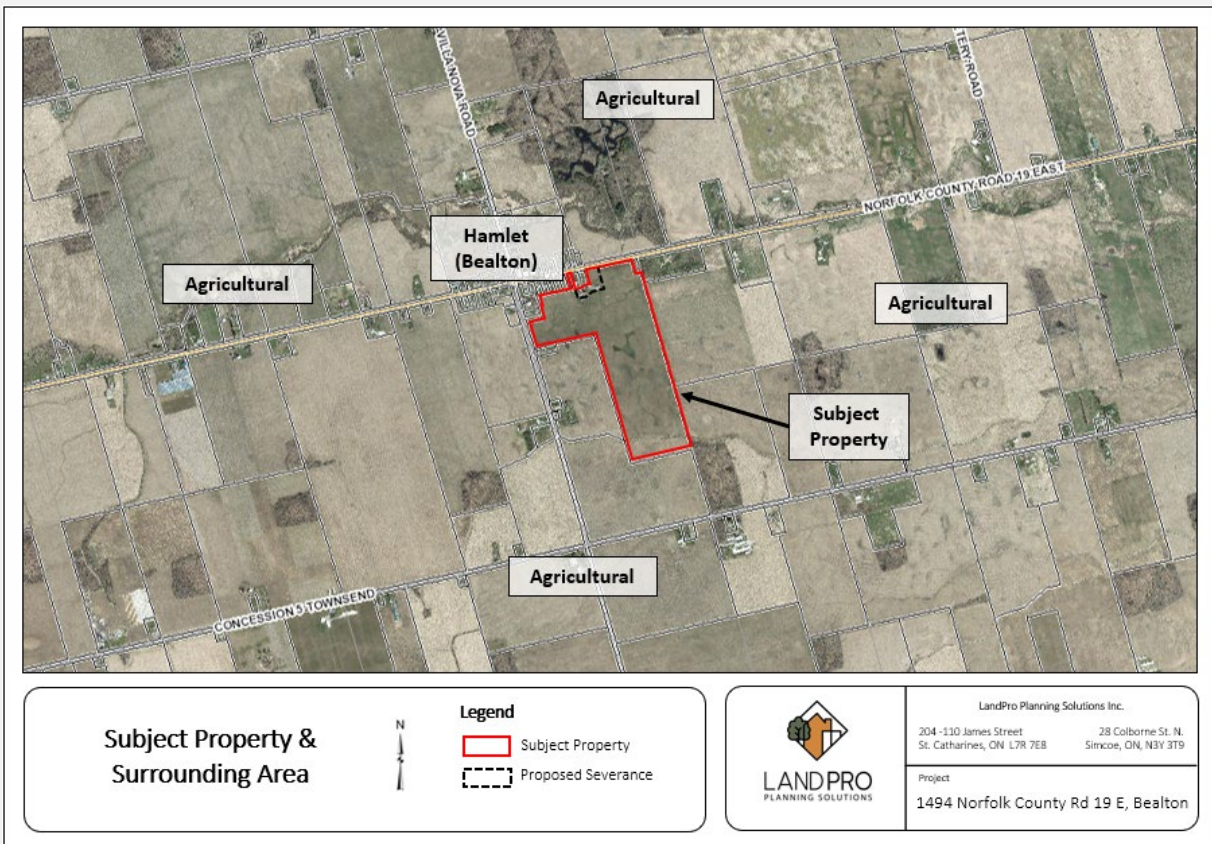 VILLA NOVA ROAD
TERY ROAD
Agricultural
NORFOLK COUNTY ROAD 19 EAST
Hamlet
(Bealton)
Agricultural
Agricultural
Subject
Property
Agricultural
CONCESSION 5 TOWNSEND
Subject Property &
Surrounding Area
N
Legend
Subject Property
Proposed Severance
LANDPRO
PLANNING SOLUTIONS
LandPro Planning Solutions Inc.
204 -110 James Street
St. Catharines, ON  L7R 7E8
28 Colborne St. N.
Simcoe, ON, N3Y 3T9
Project
1494 Norfolk County Rd 19 E, Bealton